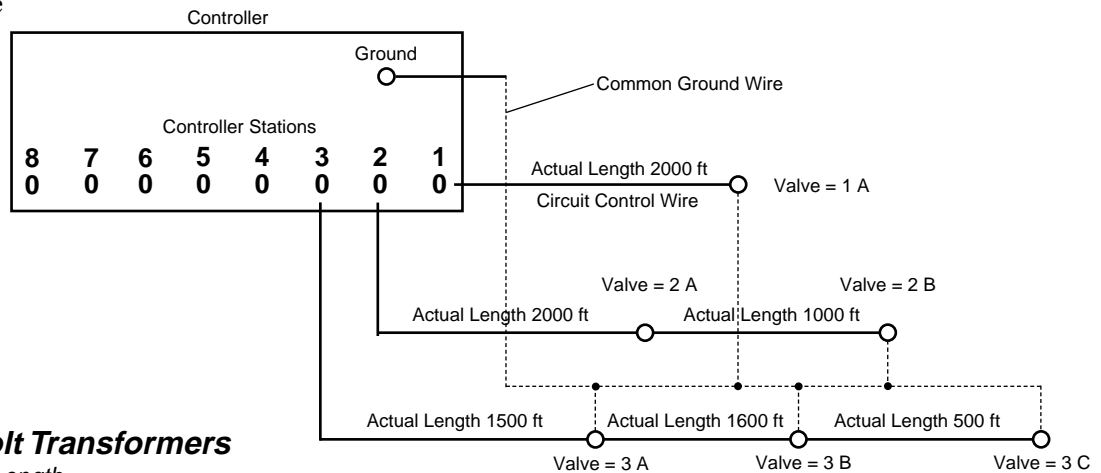 Controller
Ground
Common Ground Wire
Controller Stations
8 7 6 5 4 3 2 1
0 0 0 0 0 0 0 0
Actual Length 2000 ft
Circuit Control Wire
Valve = 1 A
Valve = 2 A
Valve = 2 B
Actual Length 2000 ft
Actual Length 1000 ft
Actual Length 1500 ft
Actual Length 1600 ft
Actual Length 500 ft
Valve = 3 A
Valve = 3 B
Valve = 3 C
Transformers